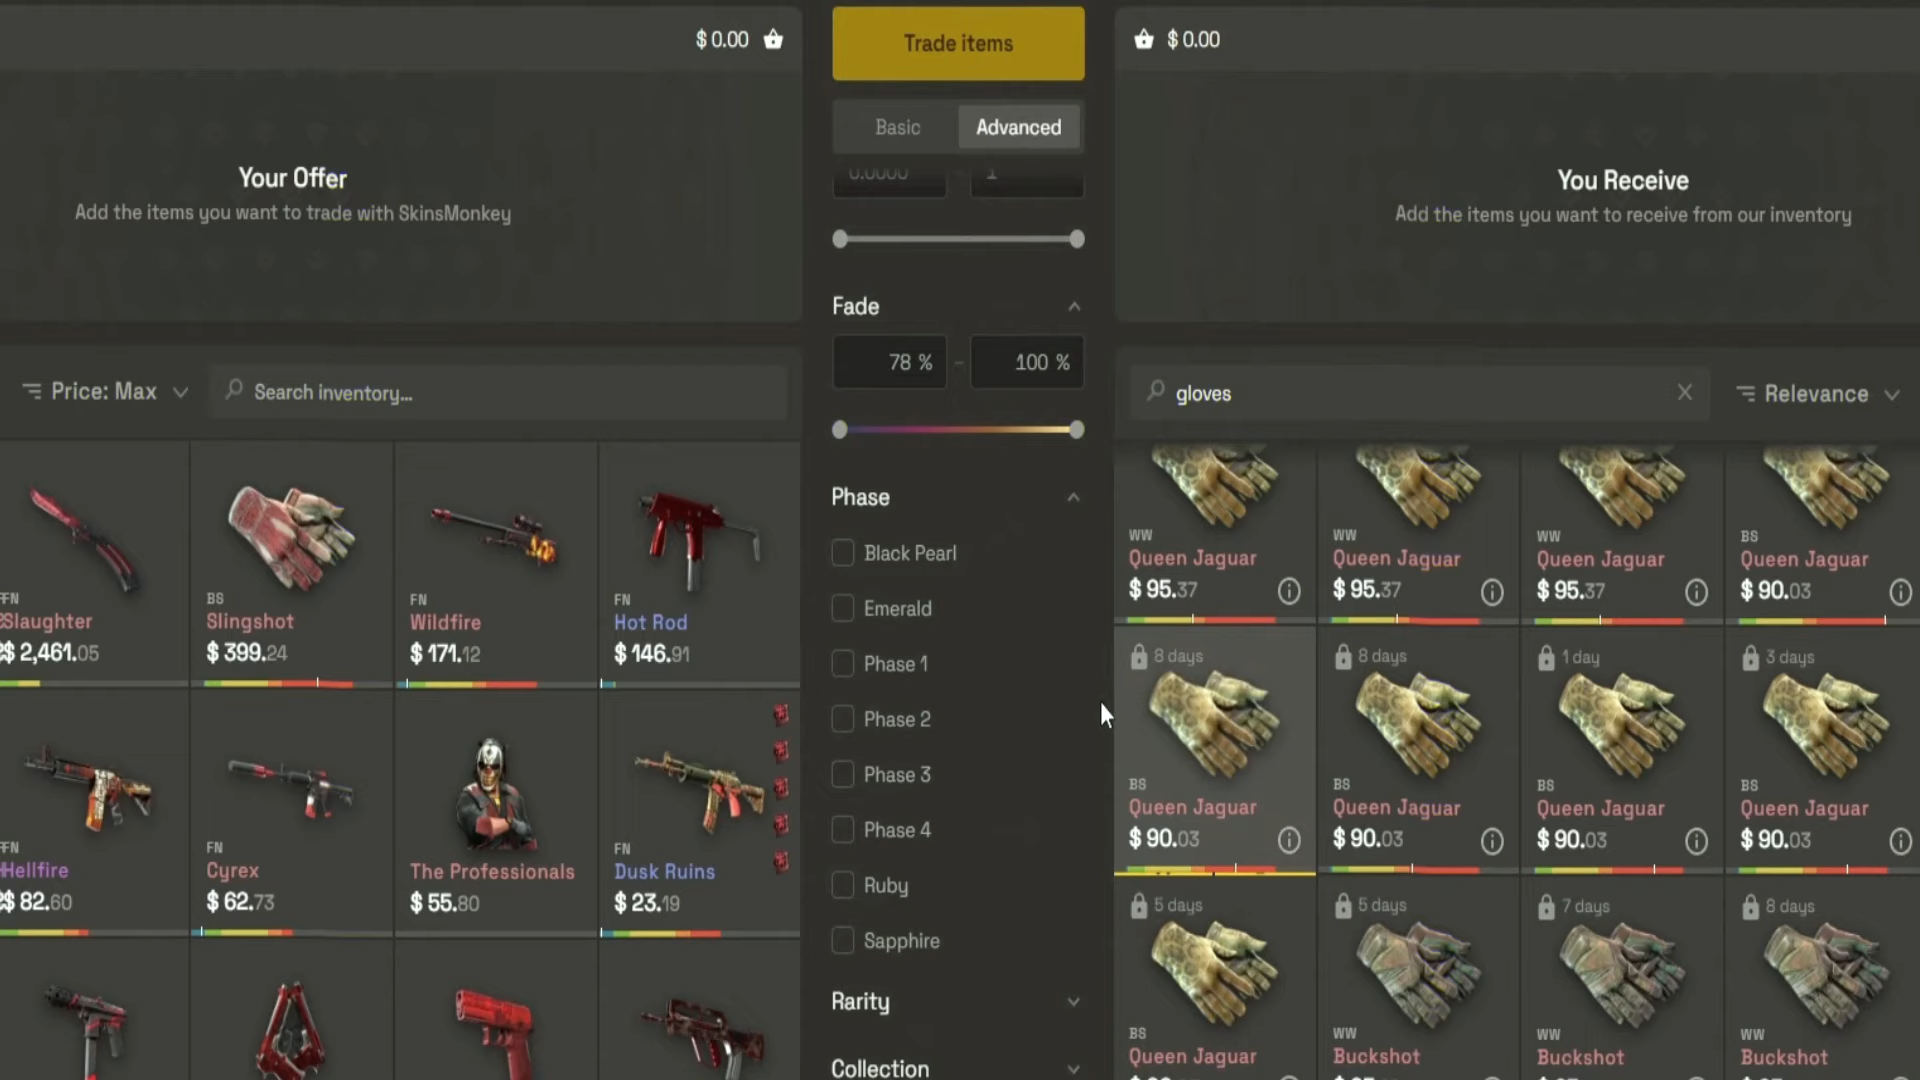 $ 0.00
Your Offer
Add the items you want to trade with SkinsMonkey
Price: Max
Search inventory...
FN
Slaughter
$ 2,461.05
BS
Slingshot
$ 399.24
FN
Wildfire
$ 171.12
FN
Hot Rod
$ 146.91
FN
Hellfire
$ 82.60
FN
Cyrex
$ 62.73
The Professionals
$ 55.80
FN
Dusk Ruins
$ 23.19
Trade items
Basic
Advanced
0.0000 - 1
Fade
78 % - 100 %
Phase
Black Pearl
Emerald
Phase 1
Phase 2
Phase 3
Phase 4
Ruby
Sapphire
Rarity
Collection
$ 0.00
You Receive
Add the items you want to receive from our inventory
gloves
Relevance
WW
Queen Jaguar
$ 95.37
WW
Queen Jaguar
$ 95.37
WW
Queen Jaguar
$ 95.37
BS
Queen Jaguar
$ 90.03
8 days
BS
Queen Jaguar
$ 90.03
8 days
BS
Queen Jaguar
$ 90.03
1 day
BS
Queen Jaguar
$ 90.03
3 days
BS
Queen Jaguar
$ 90.03
5 days
BS
Queen Jaguar
5 days
WW
Buckshot
7 days
WW
Buckshot
8 days
WW
Buckshot